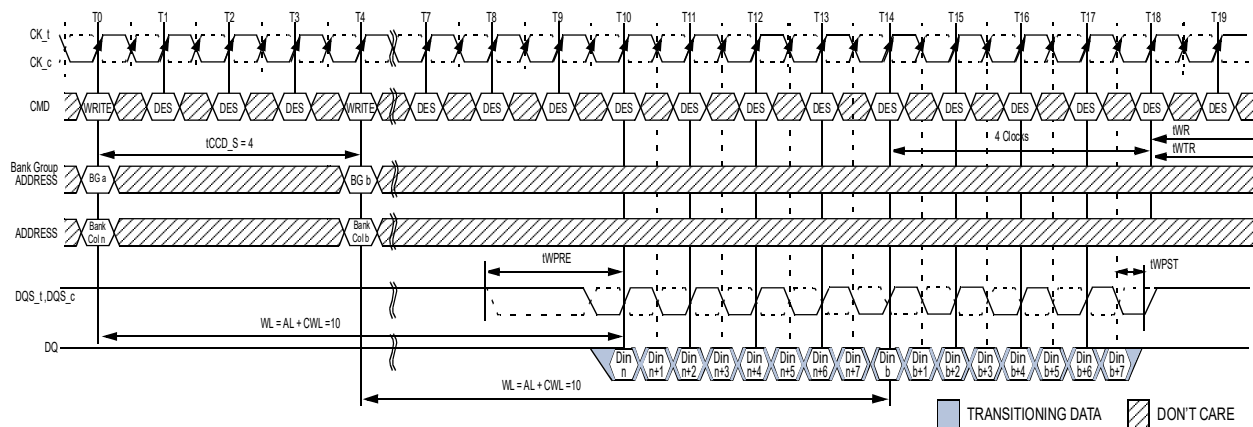 T0 T1 T2 T3 T4 T7 T8 T9 T10 T11 T12 T13 T14 T15 T16 T17 T18 T19
CK_t
CK_c
CMD WRITE DES DES DES WRITE DES DES DES DES DES DES DES DES DES DES DES DES DES
tCCD_S = 4 4 Clocks tWR
tWTR
Bank Group
ADDRESS BG a BG b
ADDRESS Bank Col n Bank Col b
tWPRE tWPST
DQS_t,DQS_c
WL = AL + CWL =10
DQ Din n Din n+1 Din n+2 Din n+3 Din n+4 Din n+5 Din n+6 Din n+7 Din b Din b+1 Din b+2 Din b+3 Din b+4 Din b+5 Din b+6 Din b+7
WL = AL + CWL =10
TRANSITIONING DATA DON'T CARE